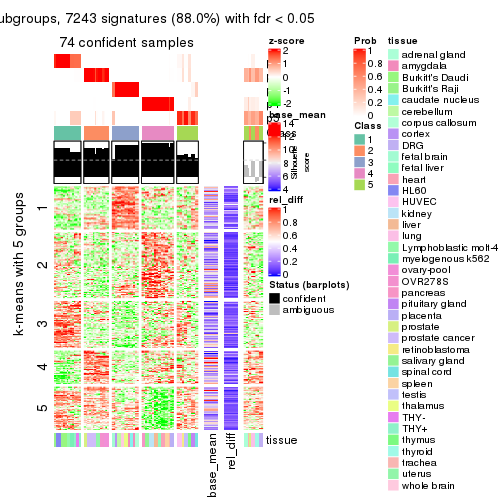 ubgroups, 7243 signatures (88.0%) with fdr < 0.05
74 confident samples
k-means with 5 groups
1
2
3
4
5
base_mean
rel_diff
tissue
Silhouette
score
z-score
2
1
0
-1
-2
base_mean
14
12
10
8
6
4
rel_diff
1
0.8
0.6
0.4
0.2
0
Status (barplots)
confident
ambiguous
Prob
1
0.8
0.6
0.4
0.2
0
Class
1
2
3
4
5
tissue
adrenal gland
amygdala
Burkitt's Daudi
Burkitt's Raji
caudate nucleus
cerebellum
corpus callosum
cortex
DRG
fetal brain
fetal liver
heart
HL60
HUVEC
kidney
liver
lung
Lymphoblastic molt-4
myelogenous k562
ovary-pool
OVR278S
pancreas
pituitary gland
placenta
prostate
prostate cancer
retinoblastoma
salivary gland
spinal cord
spleen
testis
thalamus
THY-
THY+
thymus
thyroid
trachea
uterus
whole brain